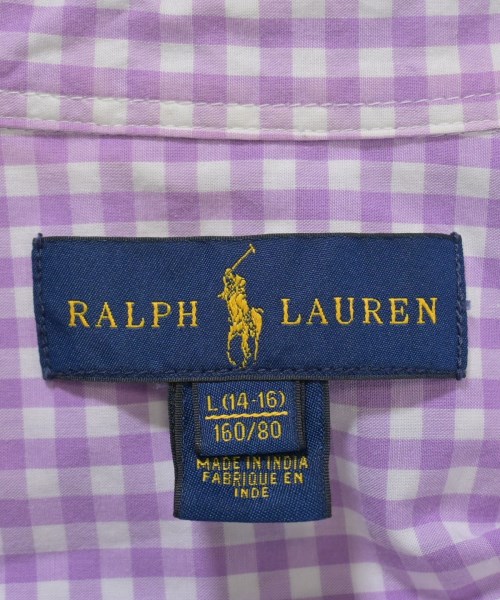 RALPH LAUREN
L(14-16)
160/80
MADE IN INDIA
FABRIQUE EN
INDE